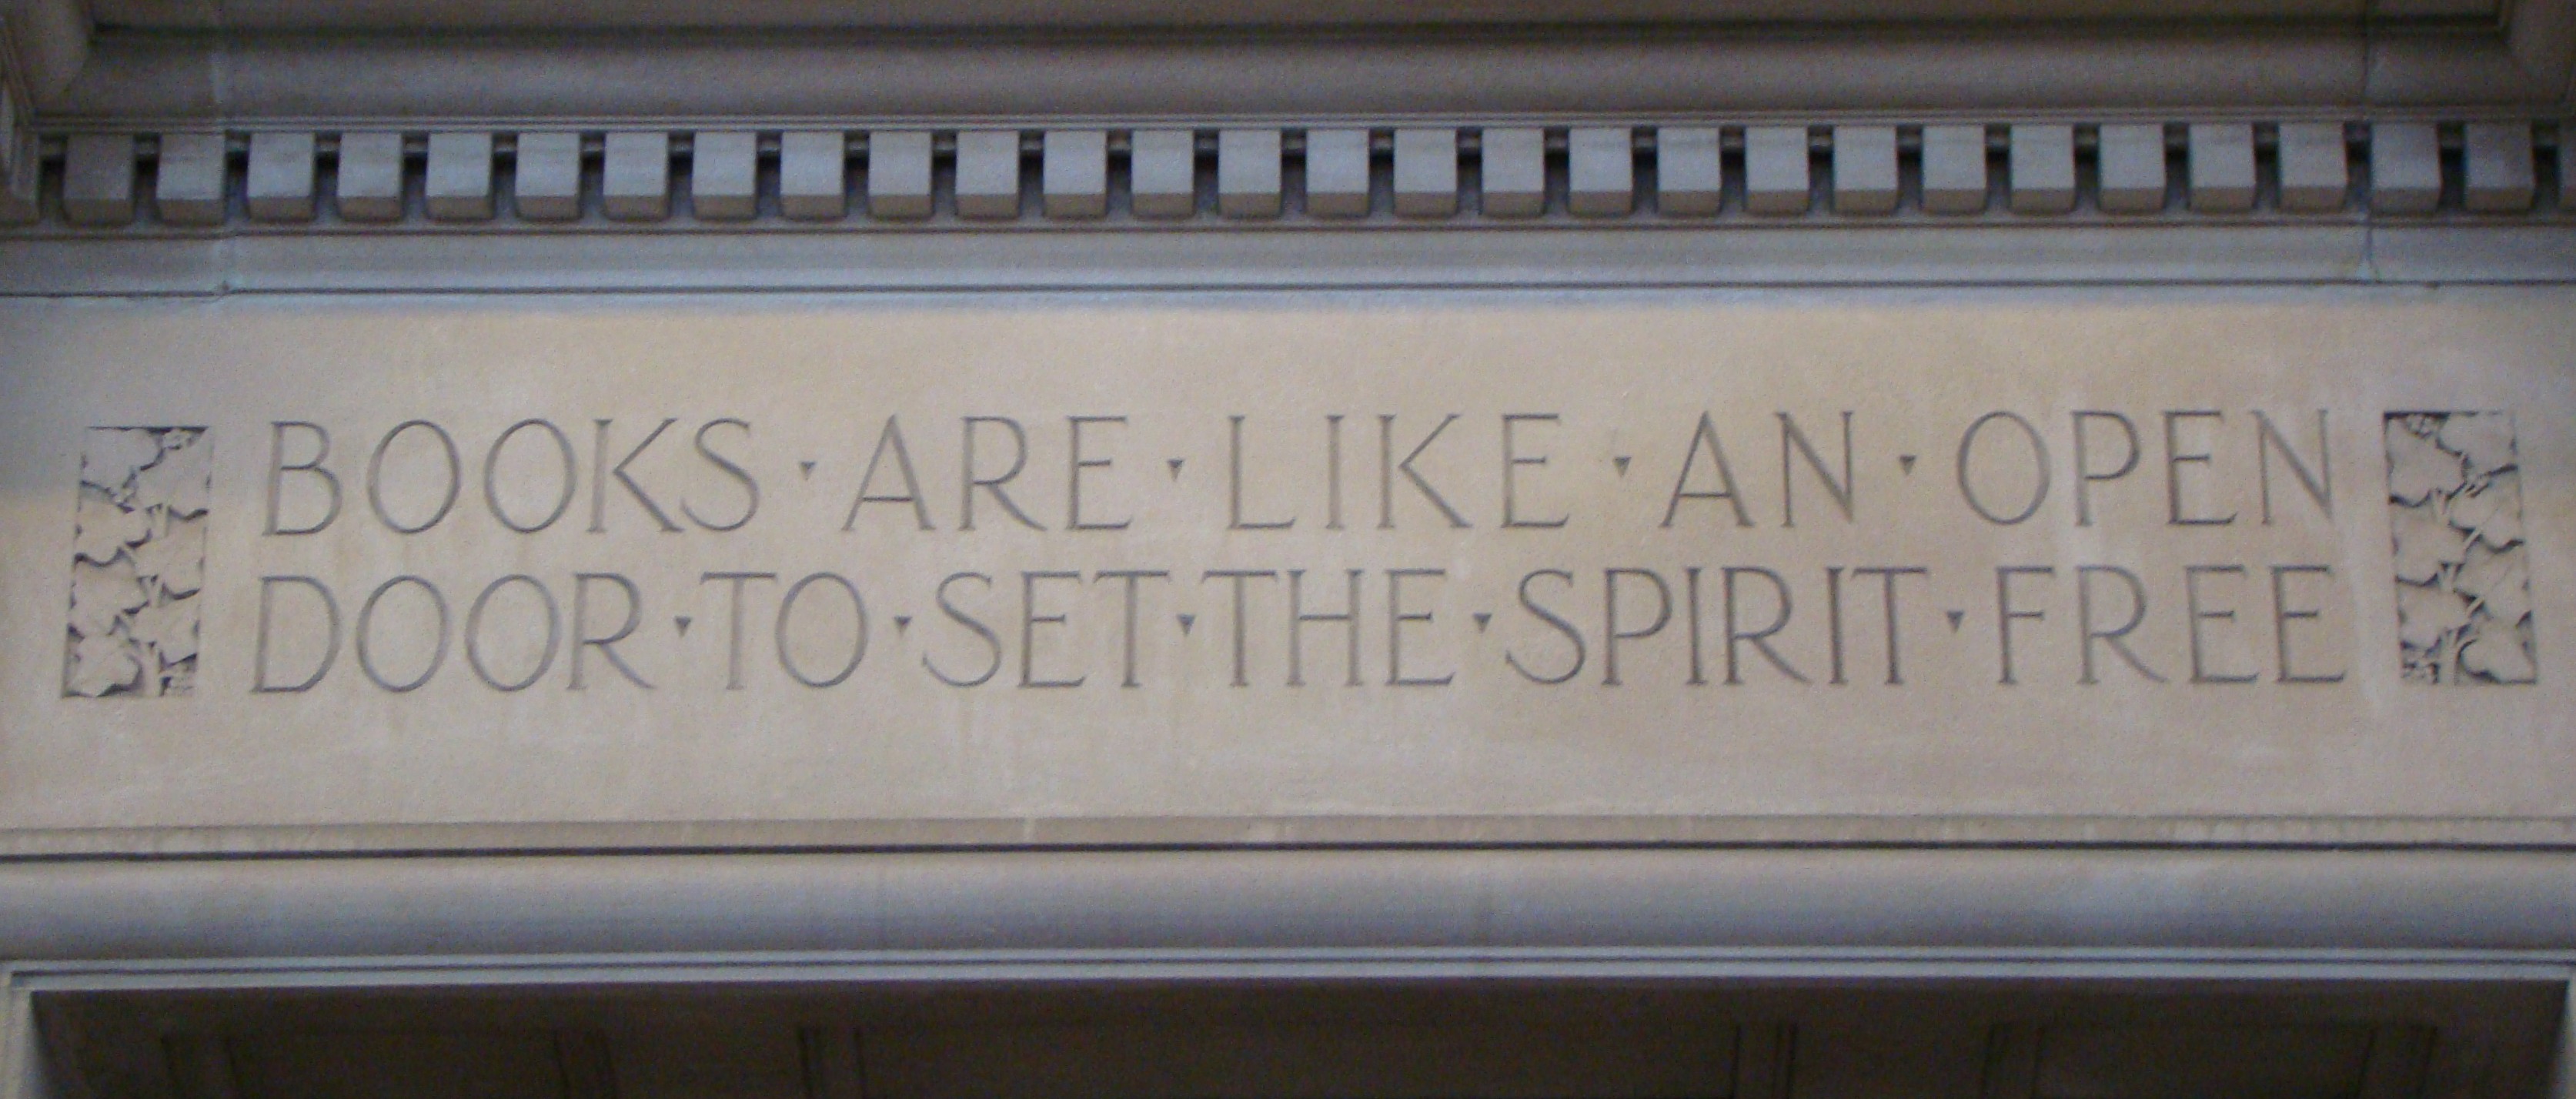 BOOKS · ARE · LIKE · AN · OPEN
DOOR · TO · SET · THE · SPIRIT · FREE